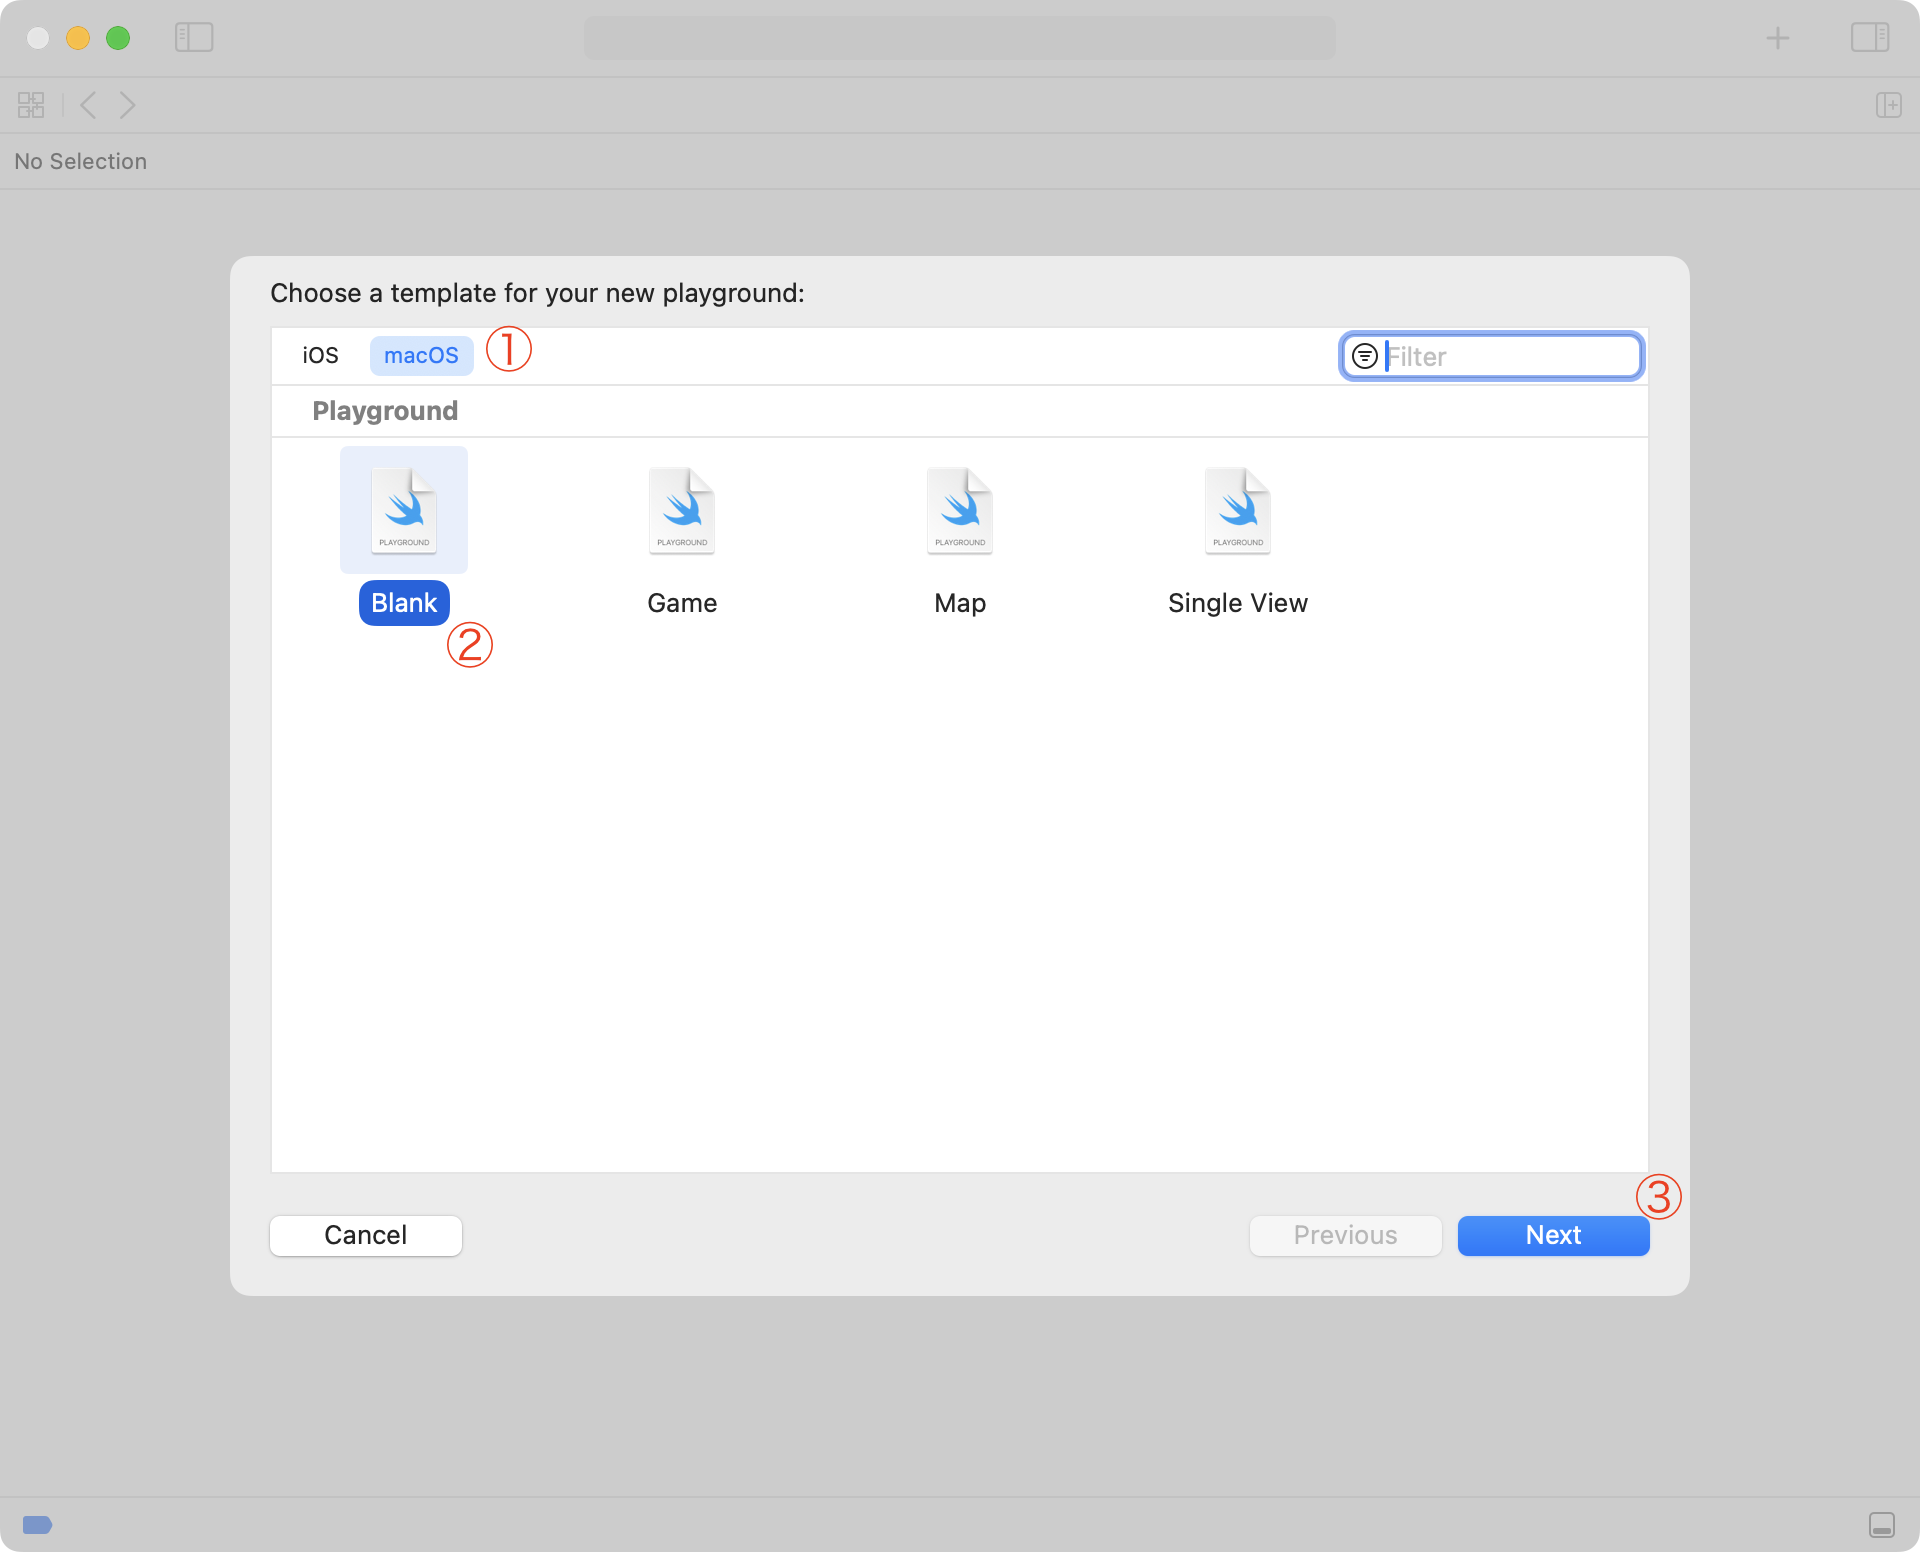 No Selection
Choose a template for your new playground:
iOS macOS ① Filter
Playground
PLAYGROUND PLAYGROUND PLAYGROUND PLAYGROUND
Blank Game Map Single View
②
③
Cancel Previous Next